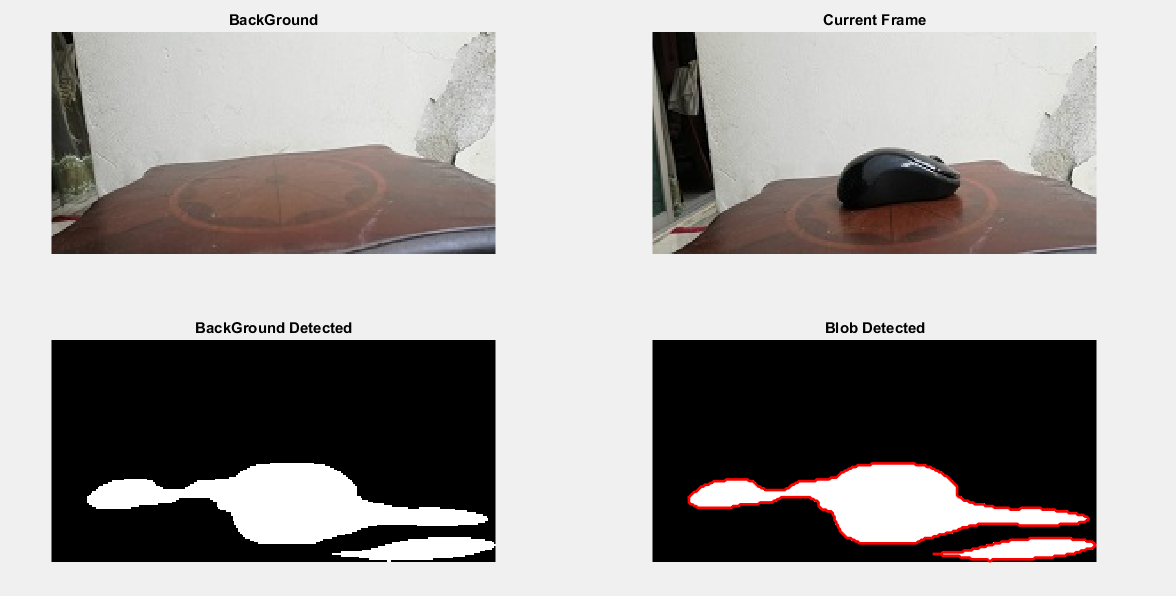 BackGround
Current Frame
BackGround Detected
Blob Detected